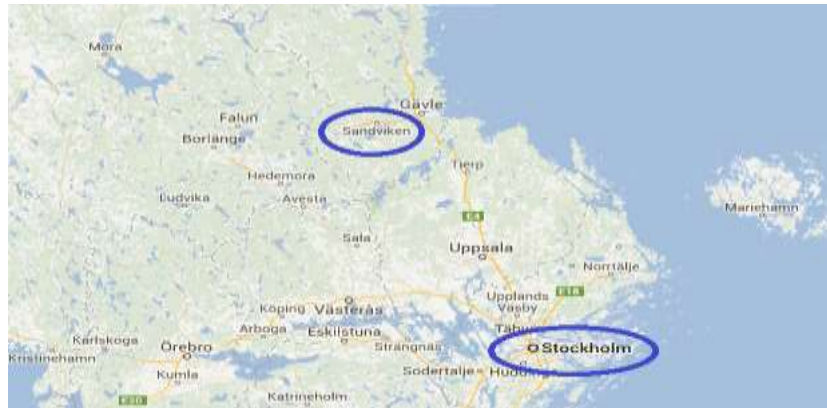 Mora
Gävle
Sandviken
Falun
Borlänge
Tierp
Hedemora
Ludvika
Avesta
Mariehamn
E4
Sala
Uppsala
Norrtälje
E18
Upplands
Väsby
Köping
Västerås
Arboga
Eskilstuna
Täby
Karlskoga
Örebro
Strängnäs
Stockholm
Kristinehamn
Södertälje
Huddinge
Kumla
Katrineholm
E20